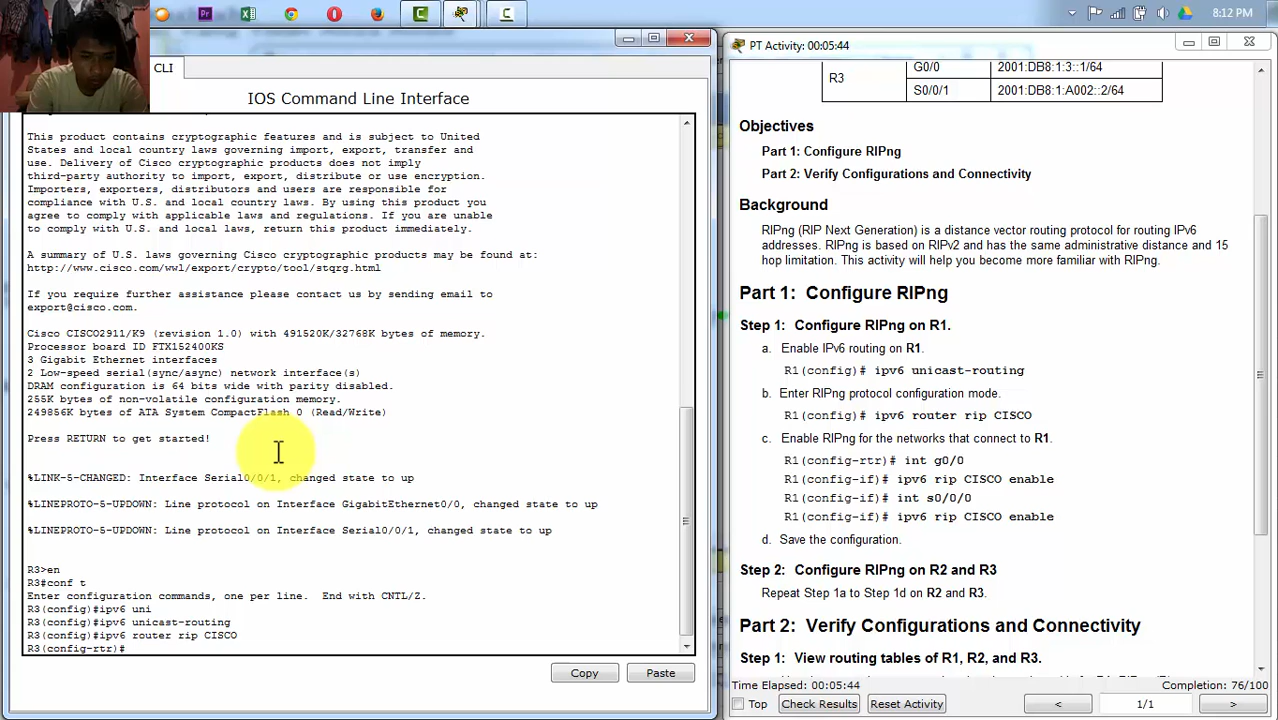 8:12 PM
CLI
IOS Command Line Interface
This product contains cryptographic features and is subject to United
States and local country laws governing import, export, transfer and
use. Delivery of Cisco cryptographic products does not imply
third-party authority to import, export, distribute or use encryption.
Importers, exporters, distributors and users are responsible for
compliance with U.S. and local country laws. By using this product you
agree to comply with applicable laws and regulations. If you are unable
to comply with U.S. and local laws, return this product immediately.
A summary of U.S. laws governing Cisco cryptographic products may be found at:
http://www.cisco.com/wwl/export/crypto/tool/stqrg.html
If you require further assistance please contact us by sending email to
export@cisco.com.
Cisco CISCO2911/K9 (revision 1.0) with 491520K/32768K bytes of memory.
Processor board ID FTX152400KS
3 Gigabit Ethernet interfaces
2 Low-speed serial(sync/async) network interface(s)
DRAM configuration is 64 bits wide with parity disabled.
255K bytes of non-volatile configuration memory.
249856K bytes of ATA System CompactFlash 0 (Read/Write)
Press RETURN to get started!
%LINK-5-CHANGED: Interface Serial0/0/1, changed state to up
%LINEPROTO-5-UPDOWN: Line protocol on Interface GigabitEthernet0/0, changed state to up
%LINEPROTO-5-UPDOWN: Line protocol on Interface Serial0/0/1, changed state to up
R3>en
R3#conf t
Enter configuration commands, one per line.  End with CNTL/Z.
R3(config)#ipv6 uni
R3(config)#ipv6 unicast-routing
R3(config)#ipv6 router rip CISCO
R3(config-rtr)#
Copy
Paste
PT Activity: 00:05:44
R3
G0/0
2001:DB8:1:3::1/64
S0/0/1
2001:DB8:1:A002::2/64
Objectives
Part 1: Configure RIPng
Part 2: Verify Configurations and Connectivity
Background
RIPng (RIP Next Generation) is a distance vector routing protocol for routing IPv6
addresses. RIPng is based on RIPv2 and has the same administrative distance and 15
hop limitation. This activity will help you become more familiar with RIPng.
Part 1: Configure RIPng
Step 1: Configure RIPng on R1.
a. Enable IPv6 routing on R1.
R1(config)# ipv6 unicast-routing
b. Enter RIPng protocol configuration mode.
R1(config)# ipv6 router rip CISCO
c. Enable RIPng for the networks that connect to R1.
R1(config-rtr)# int g0/0
R1(config-if)# ipv6 rip CISCO enable
R1(config-if)# int s0/0/0
R1(config-if)# ipv6 rip CISCO enable
d. Save the configuration.
Step 2: Configure RIPng on R2 and R3
Repeat Step 1a to Step 1d on R2 and R3.
Part 2: Verify Configurations and Connectivity
Step 1: View routing tables of R1, R2, and R3.
Time Elapsed: 00:05:44
Completion: 76/100
Top
Check Results
Reset Activity
<
1/1
>